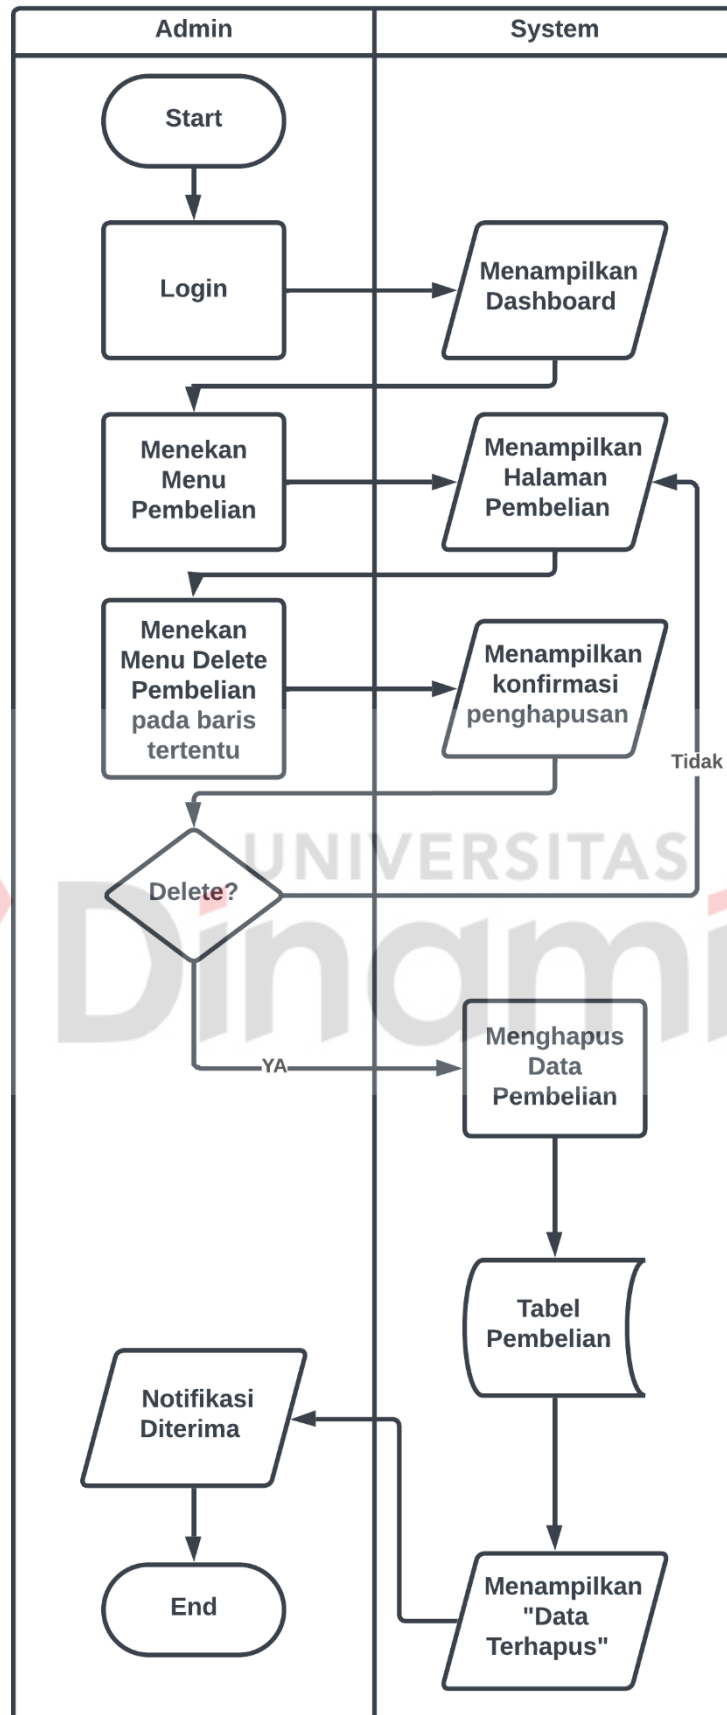 Admin
System
Start
Login
Menampilkan
Dashboard
Menekan
Menu
Pembelian
Menampilkan
Halaman
Pembelian
Menekan
Menu Delete
Pembelian
pada baris
tertentu
Menampilkan
konfirmasi
penghapusan
Tidak
UNIVERSITAS
Dinami
Delete?
Menghapus
Data
Pembelian
YA
Tabel
Pembelian
Notifikasi
Diterima
Menampilkan
"Data
Terhapus"
End